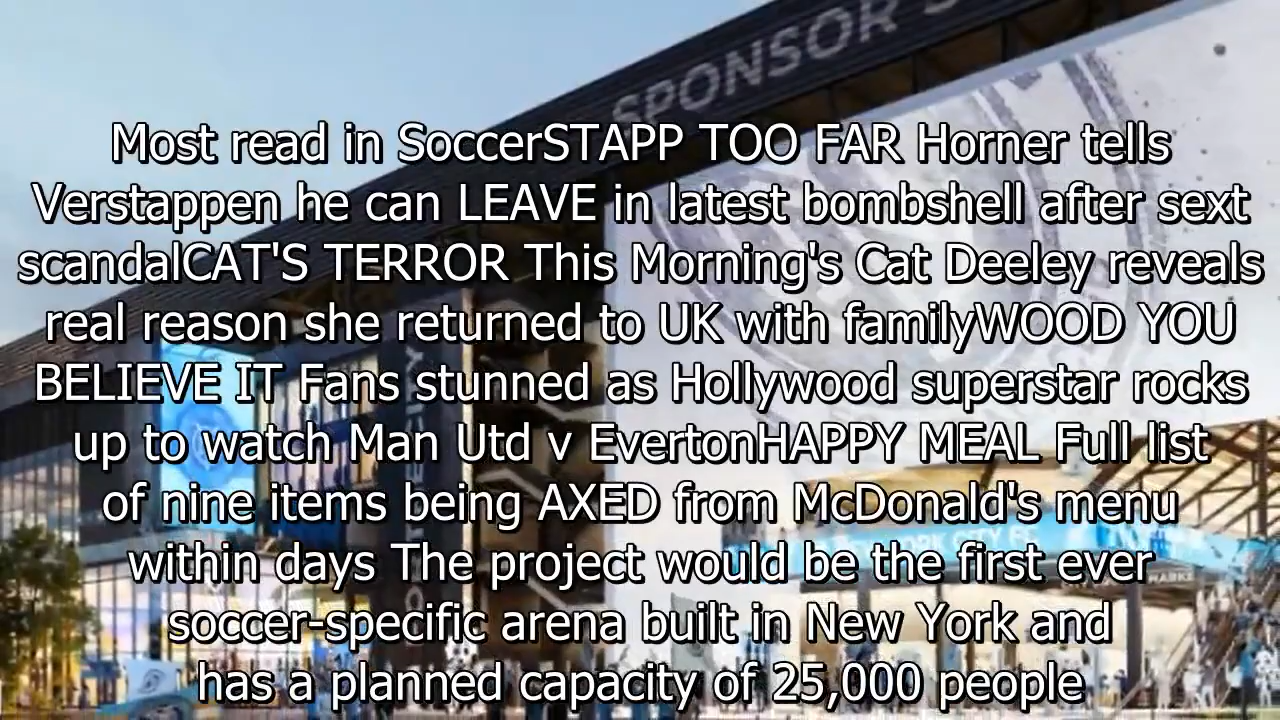 SPONSOR'S
Most read in SoccerSTAPP TOO FAR Horner tells
Verstappen he can LEAVE in latest bombshell after sext
scandalCAT'S TERROR This Morning's Cat Deeley reveals
real reason she returned to UK with familyWOOD YOU
BELIEVE IT Fans stunned as Hollywood superstar rocks
up to watch Man Utd v EvertonHAPPY MEAL Full list
of nine items being AXED from McDonald's menu
within days The project would be the first ever
soccer-specific arena built in New York and
has a planned capacity of 25,000 people